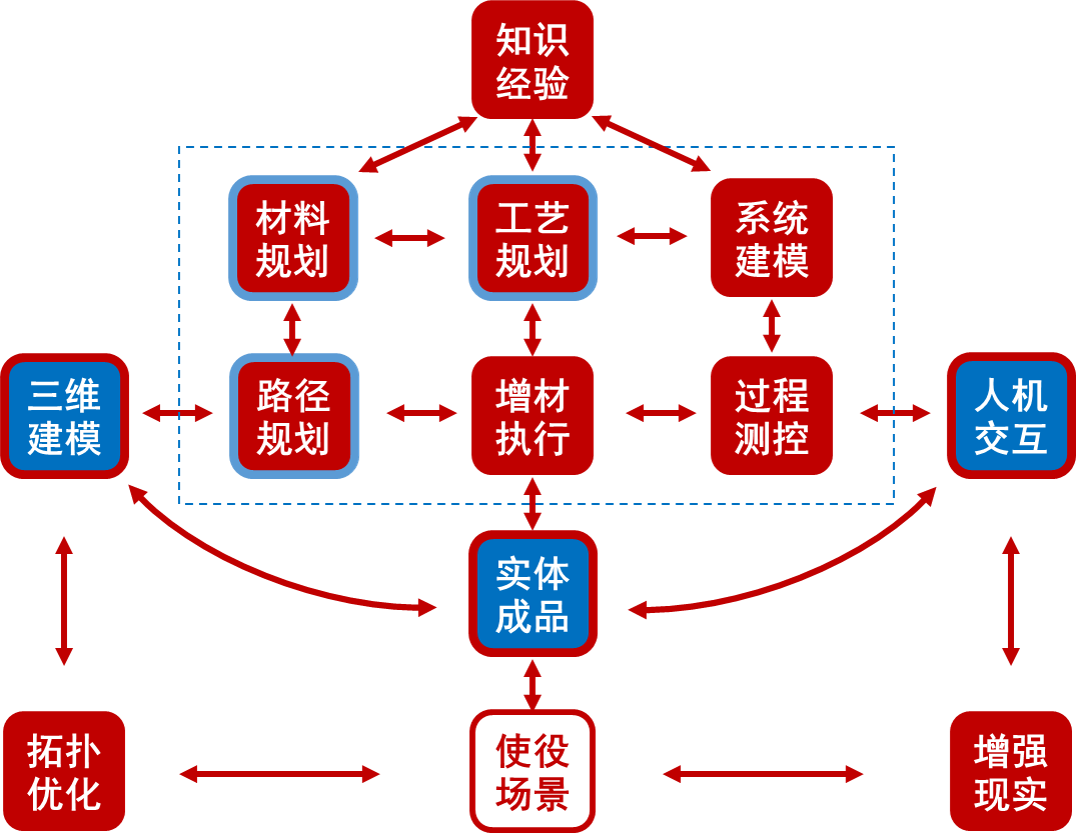 知识
经验
材料
规划
工艺
规划
系统
建模
三维
建模
路径
规划
增材
执行
过程
测控
人机
交互
实体
成品
拓扑
优化
使役
场景
增强
现实